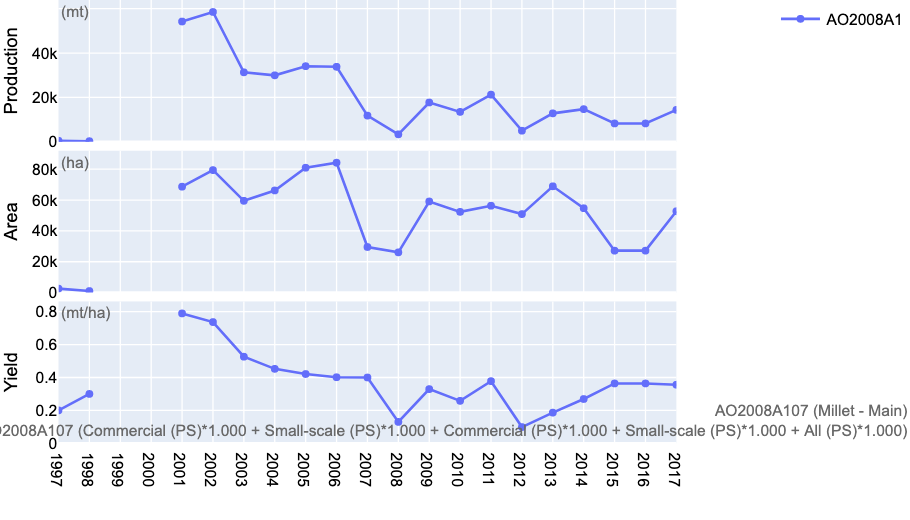 (mt)
AO2008A1
Production
40k
20k
0
(ha)
Area
80k
60k
40k
20k
0
(mt/ha)
Yield
0.8
0.6
0.4
0.2
0
AO2008A107 (Millet - Main)
O2008A107 (Commercial (PS)*1.000 + Small-scale (PS)*1.000 + Commercial (PS)*1.000 + Small-scale (PS)*1.000 + All (PS)*1.000)
1997
1998
1999
2000
2001
2002
2003
2004
2005
2006
2007
2008
2009
2010
2011
2012
2013
2014
2015
2016
2017